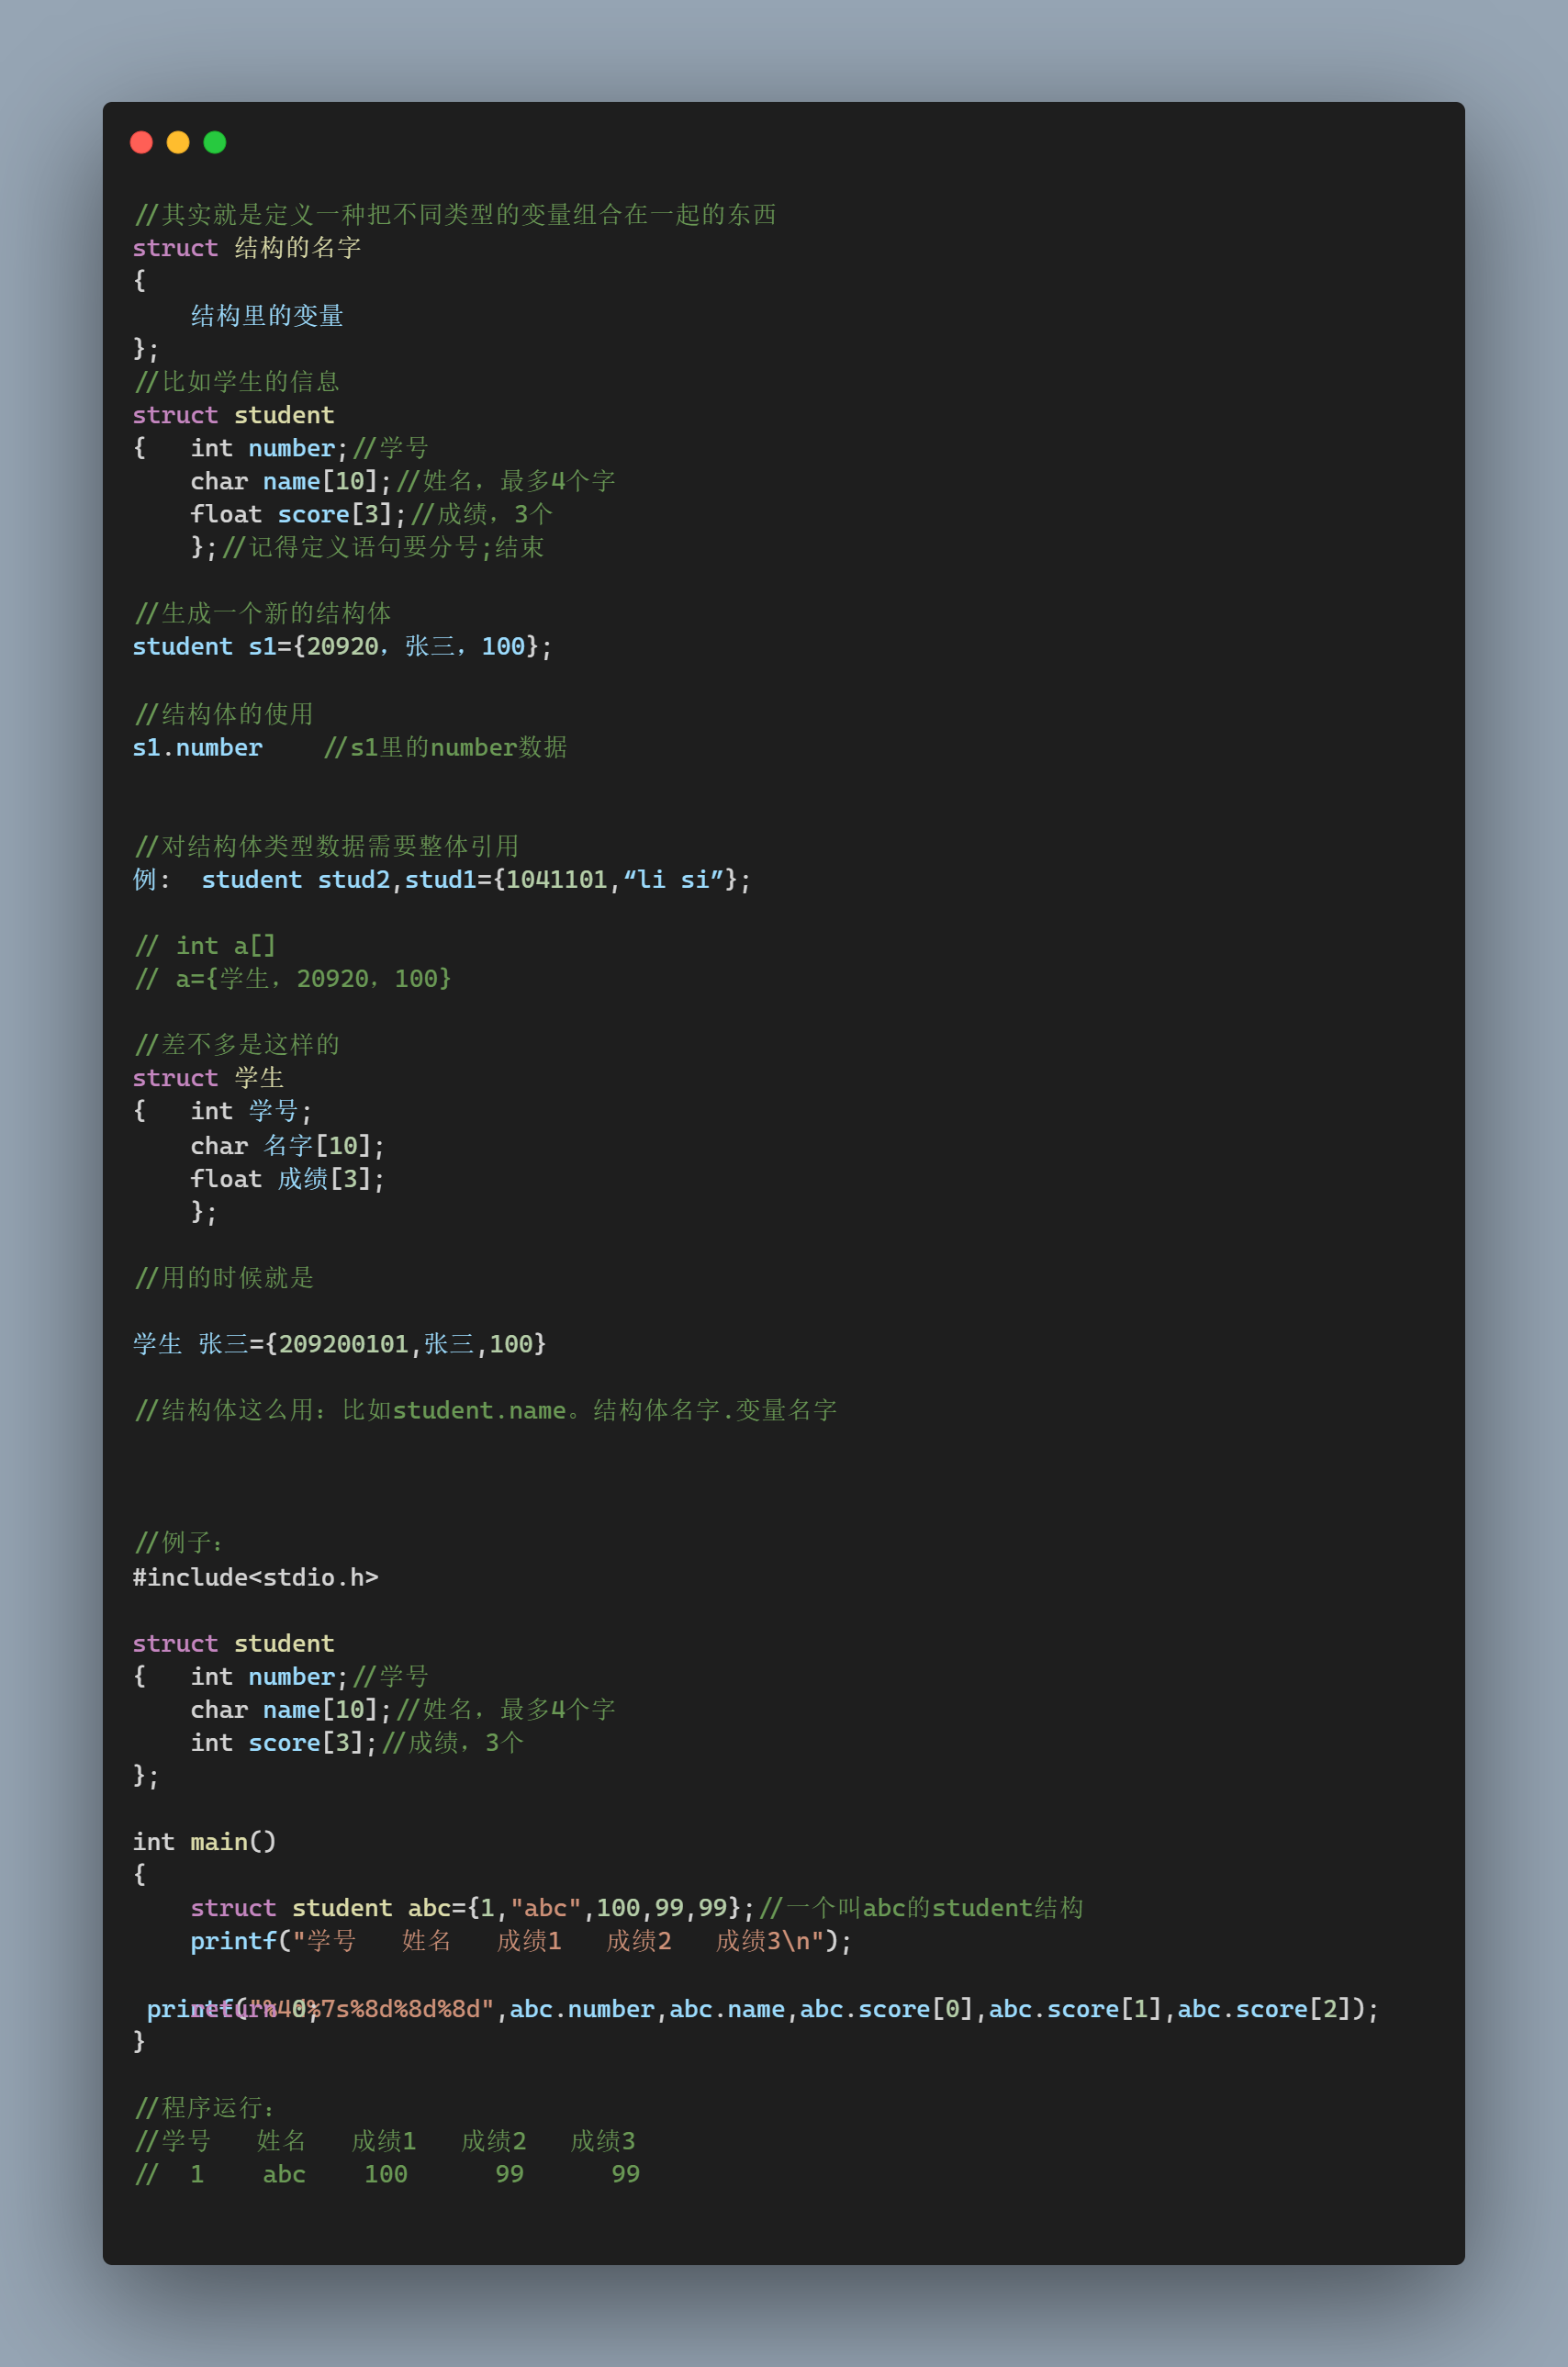 //其实就是定义一种把不同类型的变量组合在一起的东西
struct 结构的名字
{
    结构里的变量
};
//比如学生的信息
struct student
{   int number;//学号
    char name[10];//姓名，最多4个字
    float score[3];//成绩，3个
    };//记得定义语句要分号;结束

//生成一个新的结构体
student s1={20920，张三，100};

//结构体的使用
s1.number    //s1里的number数据

//对结构体类型数据需要整体引用
例:  student stud2,stud1={1041101,“li si”};

// int a[]
// a={学生，20920，100}

//差不多是这样的
struct 学生
{   int 学号;
    char 名字[10];
    float 成绩[3];
    };

//用的时候就是

学生 张三={209200101,张三,100}

//结构体这么用：比如student.name。结构体名字.变量名字

//例子：
#include<stdio.h>

struct student
{   int number;//学号
    char name[10];//姓名，最多4个字
    int score[3];//成绩，3个
};

int main()
{
    struct student abc={1,"abc",100,99,99};//一个叫abc的student结构
    printf("学号   姓名   成绩1   成绩2   成绩3\n");
 printf("%4d%7s%8d%8d%8d",abc.number,abc.name,abc.score[0],abc.score[1],abc.score[2]);
    return 0;
}

//程序运行：
//学号   姓名   成绩1   成绩2   成绩3
//  1    abc    100      99      99